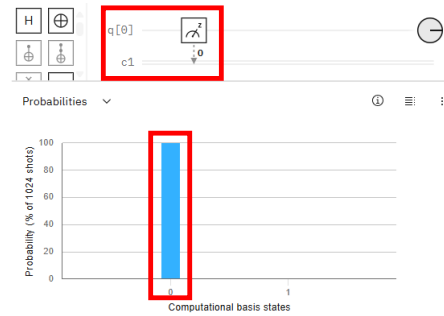 H
q[0]
z
0
c1
Probabilities
Probability (% of 1024 shots)
100
80
60
40
20
0
0
1
Computational basis states